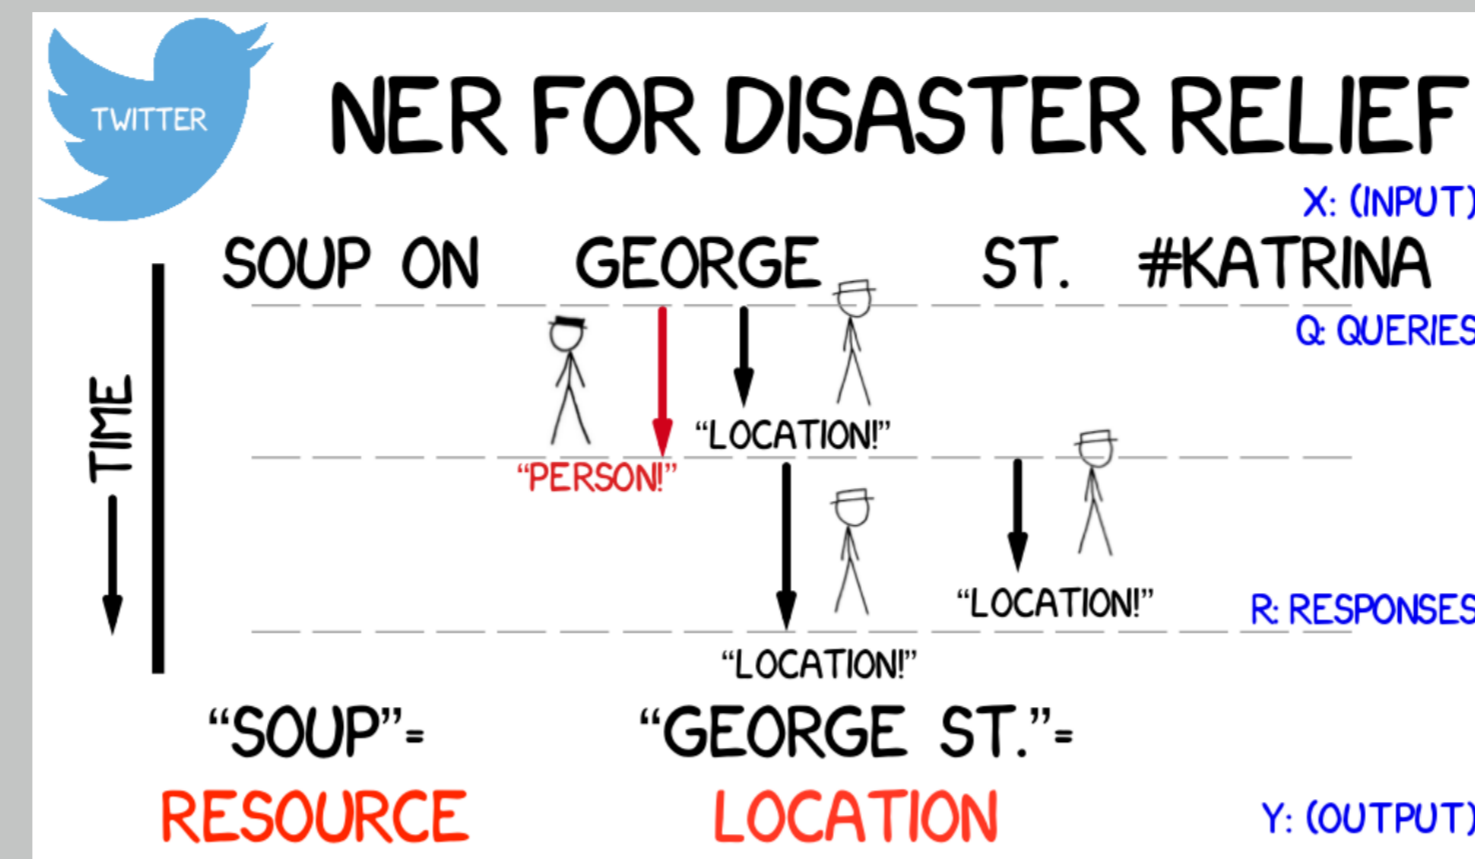 TWITTER
NER FOR DISASTER RELIEF
X: (INPUT)
SOUP ON GEORGE ST. #KATRINA
Q: QUERIES
TIME
“LOCATION!”
“PERSON!”
“LOCATION!”
R: RESPONSES
“LOCATION!”
“SOUP”= “GEORGE ST.”=
RESOURCE LOCATION
Y: (OUTPUT)